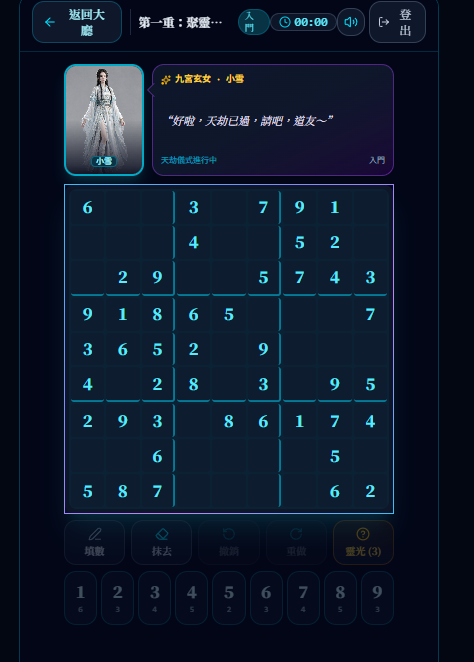 返回大廳
第一重：聚靈…
入門
00:00
登出
小雪
九宮玄女 · 小雪
“好啦，天劫已過，請吧，道友～”
天劫儀式進行中 入門
6 3 7 9 1
4 5 2
2 9 5 7 4 3
9 1 8 6 5 7
3 6 5 2 9
4 2 8 3 9 5
2 9 3 8 6 1 7 4
6 5
5 8 7 6 2
填數 抹去 撤銷 重做 靈光 (3)
1 2 3 4 5 6 7 8 9
6 3 4 5 2 3 4 5 3